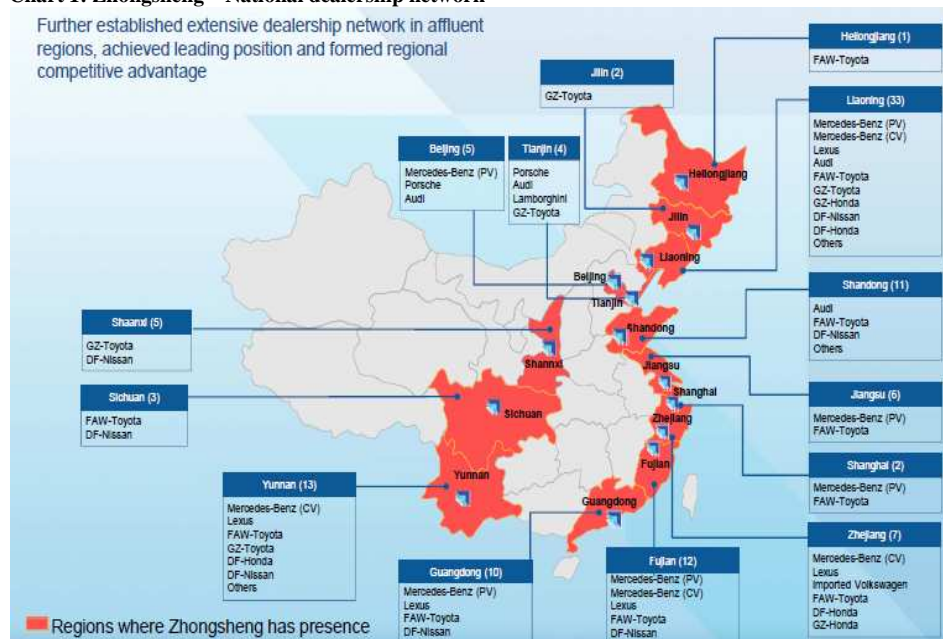 Chart 1: Zhongsheng – National dealership network
Further established extensive dealership network in affluent
regions, achieved leading position and formed regional
competitive advantage
Heilongjiang (1)
FAW-Toyota
Jilin (2)
GZ-Toyota
Liaoning (33)
Mercedes-Benz (PV)
Mercedes-Benz (CV)
Lexus
Audi
FAW-Toyota
GZ-Toyota
GZ-Honda
DF-Nissan
DF-Honda
Others
Beijing (5)
Mercedes-Benz (PV)
Porsche
Audi
Tianjin (4)
Porsche
Audi
Lamborghini
GZ-Toyota
Heilongjiang
Jilin
Liaoning
Beijing
Tianjin
Shandong
Shannxi
Jiangsu
Shanghai
Sichuan
Zhejiang
Yunnan
Fujian
Guangdong
Shandong (11)
Audi
FAW-Toyota
DF-Nissan
Others
Shaanxi (5)
GZ-Toyota
DF-Nissan
Sichuan (3)
FAW-Toyota
DF-Nissan
Jiangsu (6)
Mercedes-Benz (PV)
FAW-Toyota
Shanghai (2)
Mercedes-Benz (PV)
FAW-Toyota
Yunnan (13)
Mercedes-Benz (CV)
Lexus
FAW-Toyota
GZ-Toyota
DF-Honda
DF-Nissan
Others
Guangdong (10)
Mercedes-Benz (PV)
Lexus
FAW-Toyota
DF-Nissan
Fujian (12)
Mercedes-Benz (PV)
Mercedes-Benz (CV)
Lexus
FAW-Toyota
DF-Nissan
Zhejiang (7)
Mercedes-Benz (CV)
Lexus
Imported Volkswagen
FAW-Toyota
DF-Honda
GZ-Honda
Regions where Zhongsheng has presence